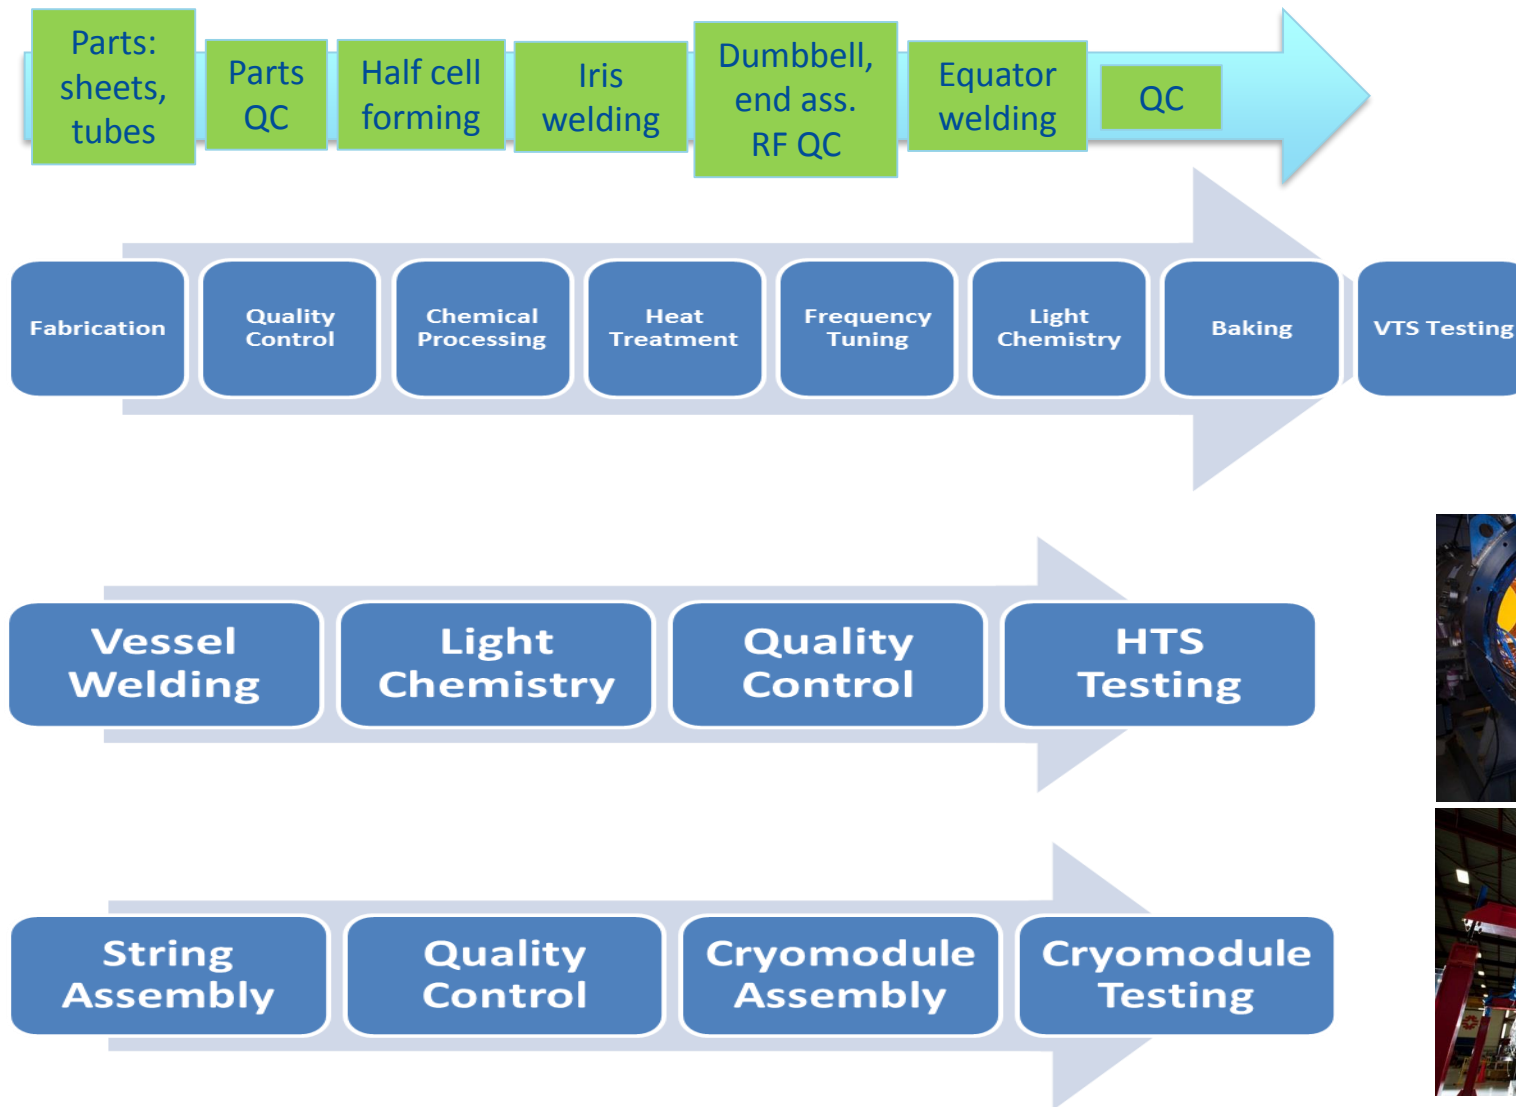 Parts:
sheets,
tubes
Parts
QC
Half cell
forming
Iris
welding
Dumbbell,
end ass.
RF QC
Equator
welding
QC
Fabrication
Quality
Control
Chemical
Processing
Heat
Treatment
Frequency
Tuning
Light
Chemistry
Baking
VTS Testing
Vessel
Welding
Light
Chemistry
Quality
Control
HTS
Testing
String
Assembly
Quality
Control
Cryomodule
Assembly
Cryomodule
Testing